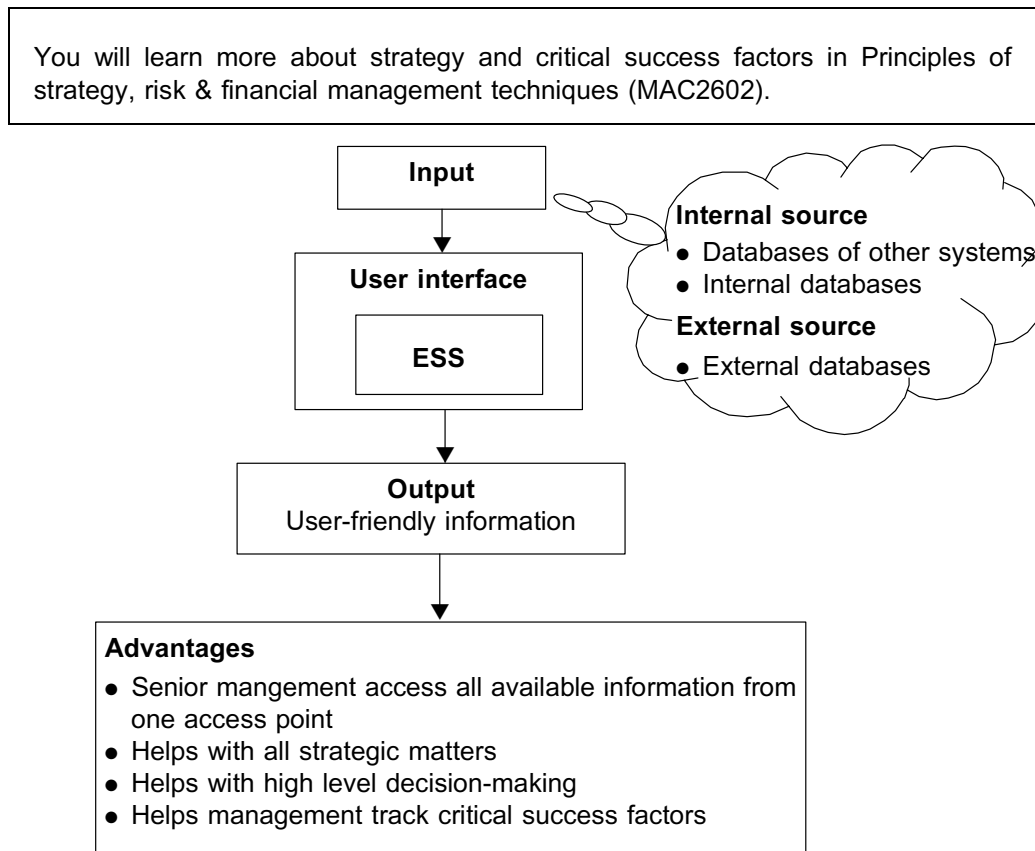 You will learn more about strategy and critical success factors in Principles of
strategy, risk & financial management techniques (MAC2602).
Input
Internal source
● Databases of other systems
● Internal databases
External source
● External databases
User interface
ESS
Output
User-friendly information
Advantages
● Senior mangement access all available information from
one access point
● Helps with all strategic matters
● Helps with high level decision-making
● Helps management track critical success factors